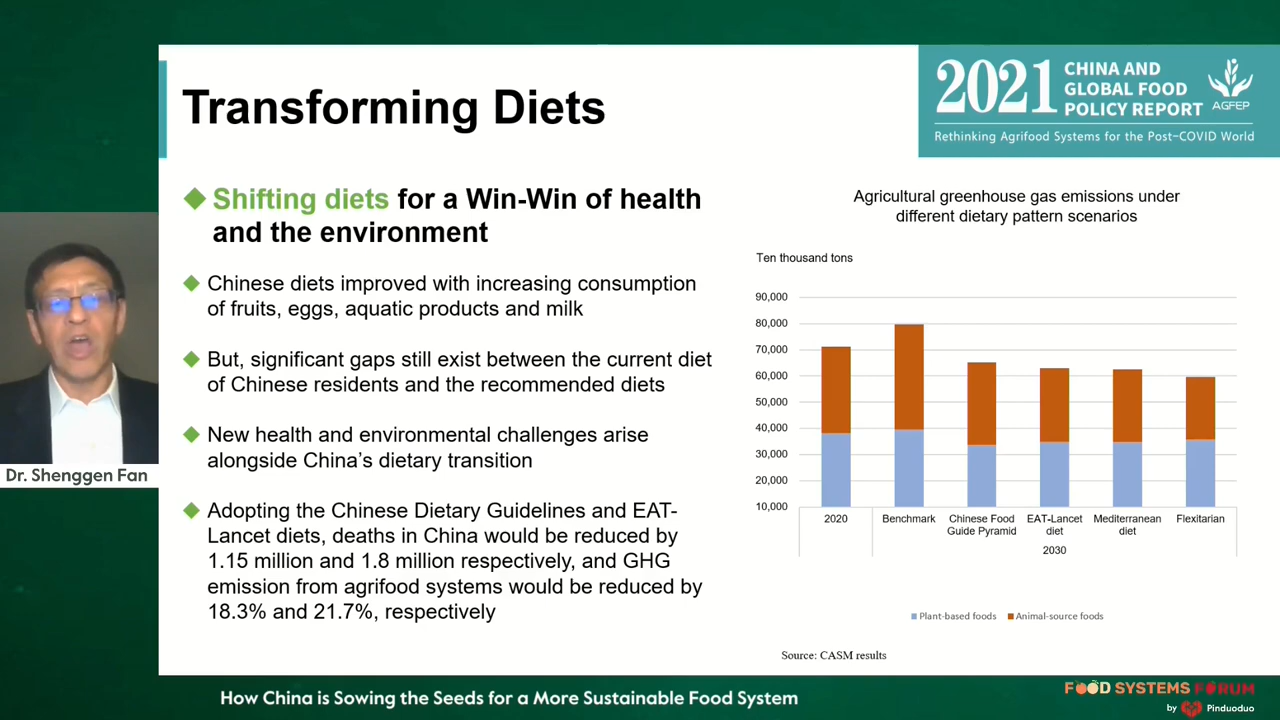 2021
CHINA AND
GLOBAL FOOD
POLICY REPORT
AGFEP
Rethinking Agrifood Systems for the Post-COVID World
Transforming Diets
Shifting diets for a Win-Win of health
and the environment
Chinese diets improved with increasing consumption
of fruits, eggs, aquatic products and milk
But, significant gaps still exist between the current diet
of Chinese residents and the recommended diets
New health and environmental challenges arise
alongside China's dietary transition
Adopting the Chinese Dietary Guidelines and EAT-
Lancet diets, deaths in China would be reduced by
1.15 million and 1.8 million respectively, and GHG
emission from agrifood systems would be reduced by
18.3% and 21.7%, respectively
Agricultural greenhouse gas emissions under
different dietary pattern scenarios
Ten thousand tons
90,000
80,000
70,000
60,000
50,000
40,000
30,000
20,000
10,000
2020
Benchmark
Chinese Food
Guide Pyramid
EAT-Lancet
diet
Mediterranean
diet
Flexitarian
2030
Plant-based foods
Animal-source foods
Source: CASM results
Dr. Shenggen Fan
How China is Sowing the Seeds for a More Sustainable Food System
FOOD SYSTEMS FORUM
by Pinduoduo